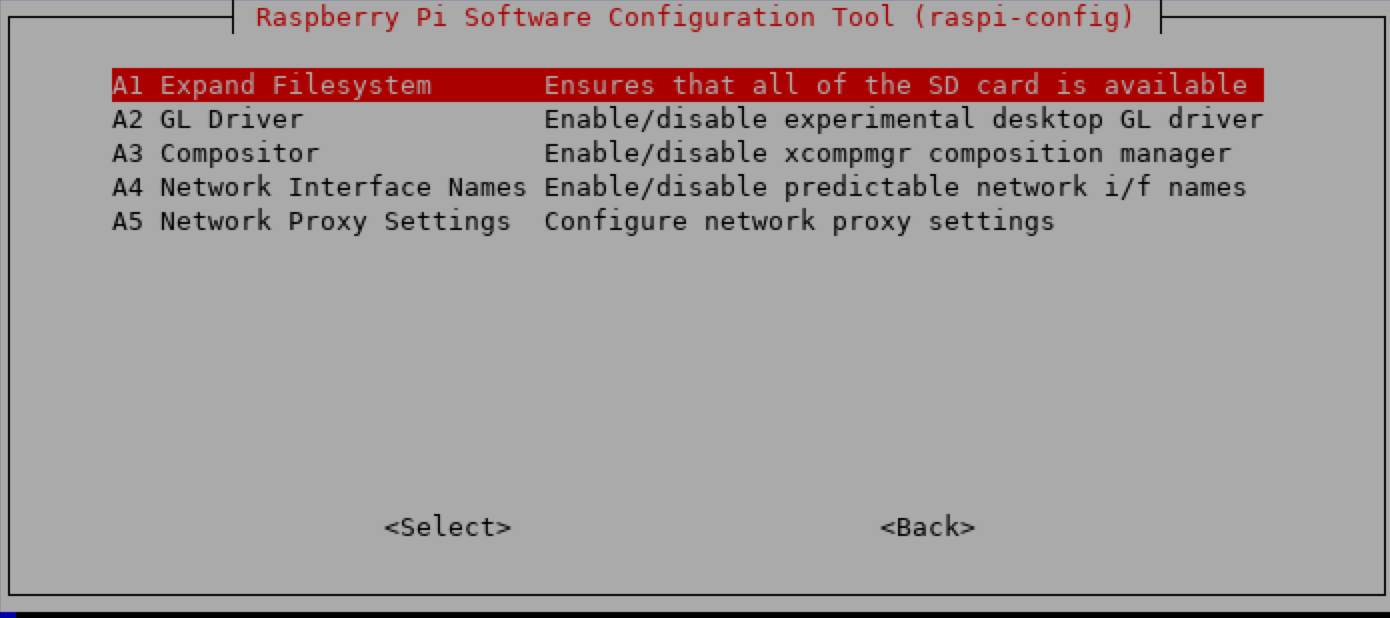 Raspberry Pi Software Configuration Tool (raspi-config)
A1 Expand Filesystem Ensures that all of the SD card is available
A2 GL Driver Enable/disable experimental desktop GL driver
A3 Compositor Enable/disable xcompmgr composition manager
A4 Network Interface Names Enable/disable predictable network i/f names
A5 Network Proxy Settings Configure network proxy settings
<Select> <Back>